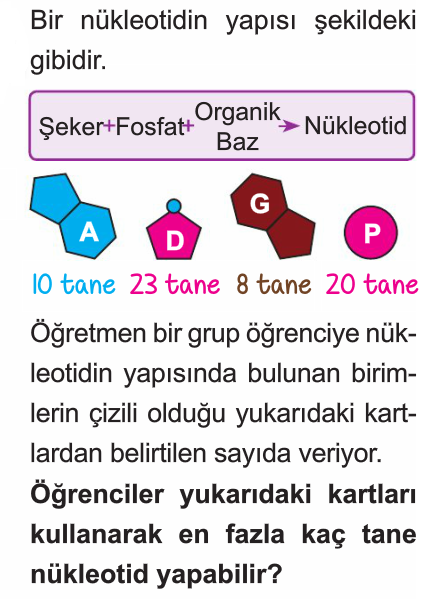 Bir nükleotidin yapısı şekildeki
gibidir.
Şeker+Fosfat+Organik Baz Nükleotid
A D G P
10 tane 23 tane 8 tane 20 tane
Öğretmen bir grup öğrenciye nük-
leotidin yapısında bulunan birim-
lerin çizili olduğu yukarıdaki kart-
lardan belirtilen sayıda veriyor.
Öğrenciler yukarıdaki kartları
kullanarak en fazla kaç tane
nükleotid yapabilir?